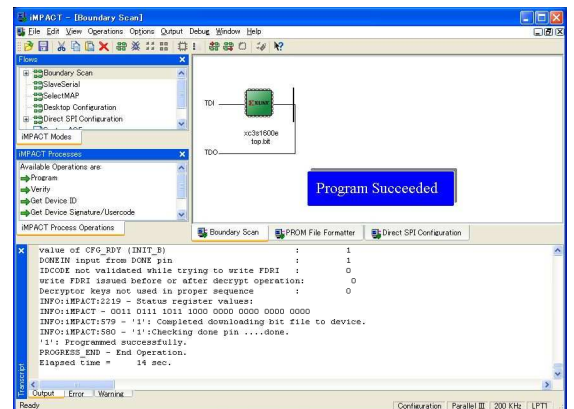 iMPACT - [Boundary Scan]
File Edit View Operations Options Output Debug Window Help
Flows
Boundary Scan
SlaveSerial
SelectMAP
Desktop Configuration
Direct SPI Configuration
iMPACT Modes
iMPACT Processes
Available Operations are:
Program
Verify
Get Device ID
Get Device Signature/Usercode
iMPACT Process Operations
TDI
XILINX
xc3s1600e
top.bit
TDO
Program Succeeded
Boundary Scan
PROM File Formatter
Direct SPI Configuration
value of CFG_RDY (INIT_B) : 1
DONEIN input from DONE pin : 1
IDCODE not validated while trying to write FDRI : 0
write FDRI issued before or after decrypt operation: 0
Decryptor keys not used in proper sequence : 0
INFO:iMPACT:2219 - Status register values:
INFO:iMPACT - 0011 0111 1011 1000 0000 0000 0000 0000
INFO:iMPACT:579 - '1': Completed downloading bit file to device.
INFO:iMPACT:580 - '1':Checking done pin ....done.
'1': Programmed successfully.
PROGRESS_END - End Operation.
Elapsed time = 14 sec.
Transcript
Output Error Warning
Ready
Configuration Parallel III 200 KHz LPT1